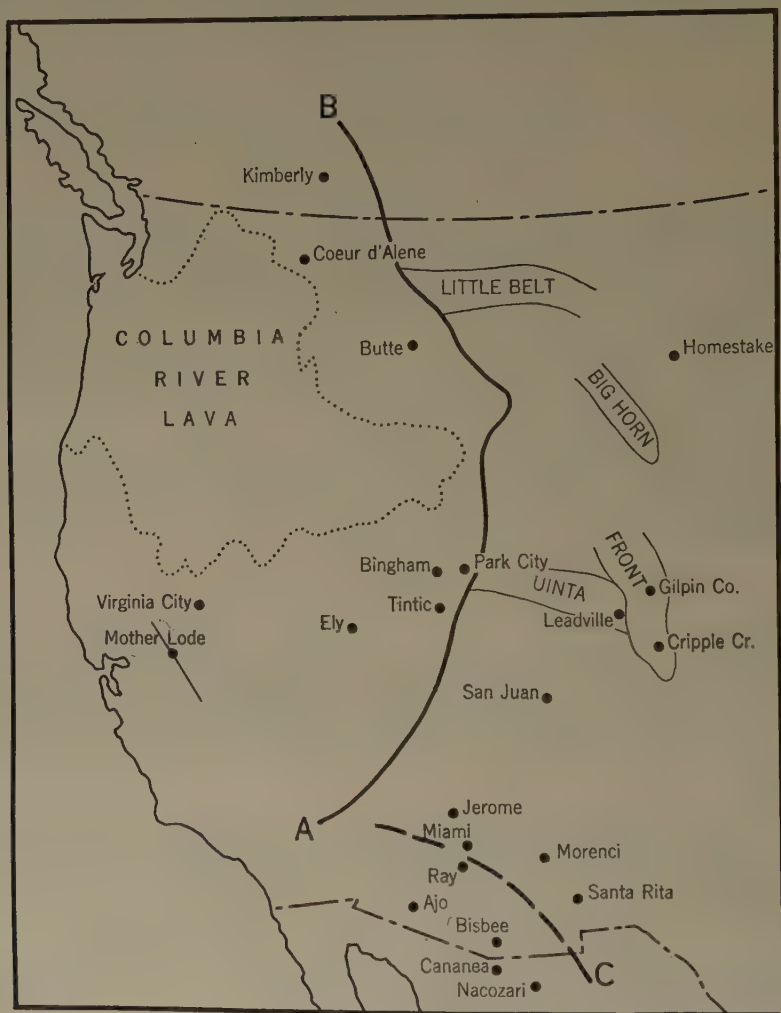 B
Kimberly
Coeur d'Alene
LITTLE BELT
COLUMBIA
RIVER
LAVA
Butte
Homestake
BIG HORN
Bingham
Park City
FRONT
UINTA
Gilpin Co.
Virginia City
Tintic
Leadville
Ely
Mother Lode
Cripple Cr.
San Juan
A
Jerome
Miami
Morenci
Ray
Santa Rita
Ajo
Bisbee
Cananea
C
Nacozari